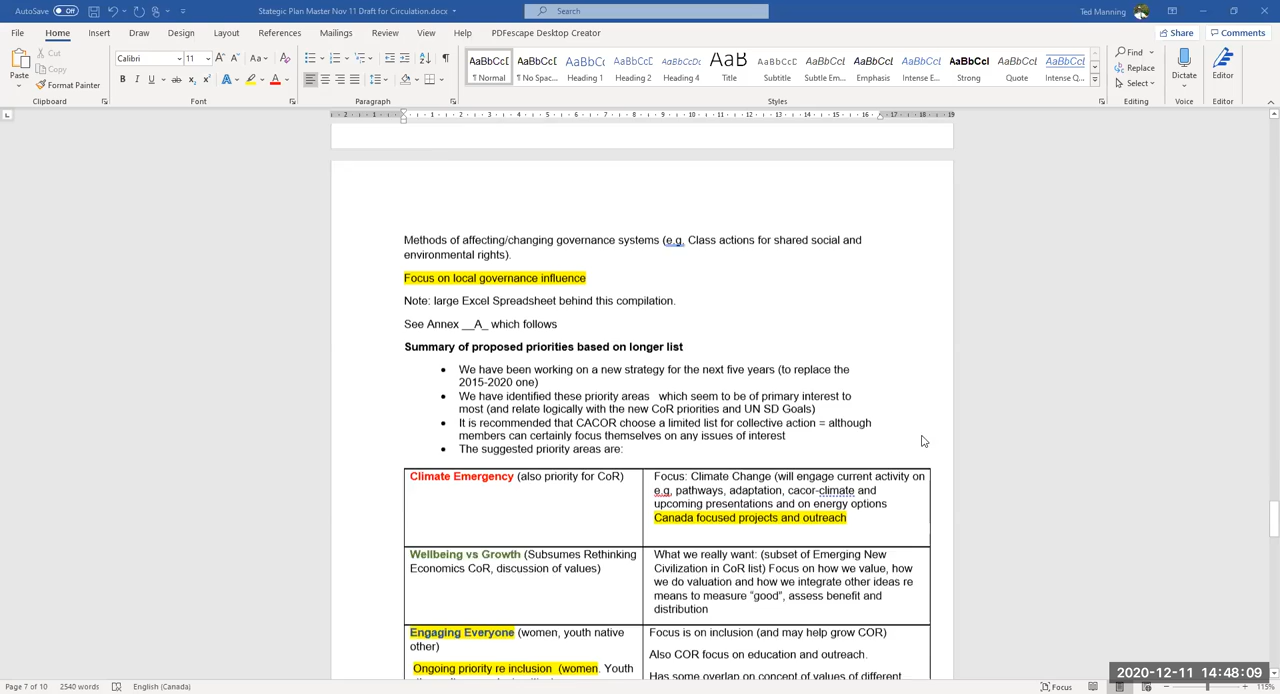 AutoSave Off Stategic Plan Master Nov 11 Draft for Circulation.docx Search Ted Manning
File Home Insert Draw Design Layout References Mailings Review View Help PDFescape Desktop Creator Share Comments
Paste Cut Copy Format Painter Clipboard
Calibri 11 Font
Paragraph
AaBbCcI ¶ Normal AaBbCcI ¶ No Spac... AaBbC Heading 1 AaBbCcI Heading 2 AaBbCcDc Heading 4 AaB Title AaBbCcC Subtitle AaBbCcL Subtle Em... AaBbCcL Emphasis AaBbCcL Intense E... AaBbCcI Strong AaBbCcL Quote AaBbCcL Intense Q...
Styles
Find Replace Select Editing
Dictate Voice
Editor Editor
Methods of affecting/changing governance systems (e.g. Class actions for shared social and
environmental rights).
Focus on local governance influence
Note: large Excel Spreadsheet behind this compilation.
See Annex __A_ which follows
Summary of proposed priorities based on longer list
• We have been working on a new strategy for the next five years (to replace the
2015-2020 one)
• We have identified these priority areas which seem to be of primary interest to
most (and relate logically with the new CoR priorities and UN SD Goals)
• It is recommended that CACOR choose a limited list for collective action = although
members can certainly focus themselves on any issues of interest
• The suggested priority areas are:
Climate Emergency (also priority for CoR)
Focus: Climate Change (will engage current activity on
e.g, pathways, adaptation, cacor-climate and
upcoming presentations and on energy options
Canada focused projects and outreach
Wellbeing vs Growth (Subsumes Rethinking
Economics CoR, discussion of values)
What we really want: (subset of Emerging New
Civilization in CoR list) Focus on how we value, how
we do valuation and how we integrate other ideas re
means to measure “good”, assess benefit and
distribution
Engaging Everyone (women, youth native
other)
Ongoing priority re inclusion (women. Youth
Focus is on inclusion (and may help grow COR)
Also COR focus on education and outreach.
Has some overlap on concept of values of different
2020-12-11 14:48:09
Page 7 of 10 2540 words English (Canada) Focus 115%